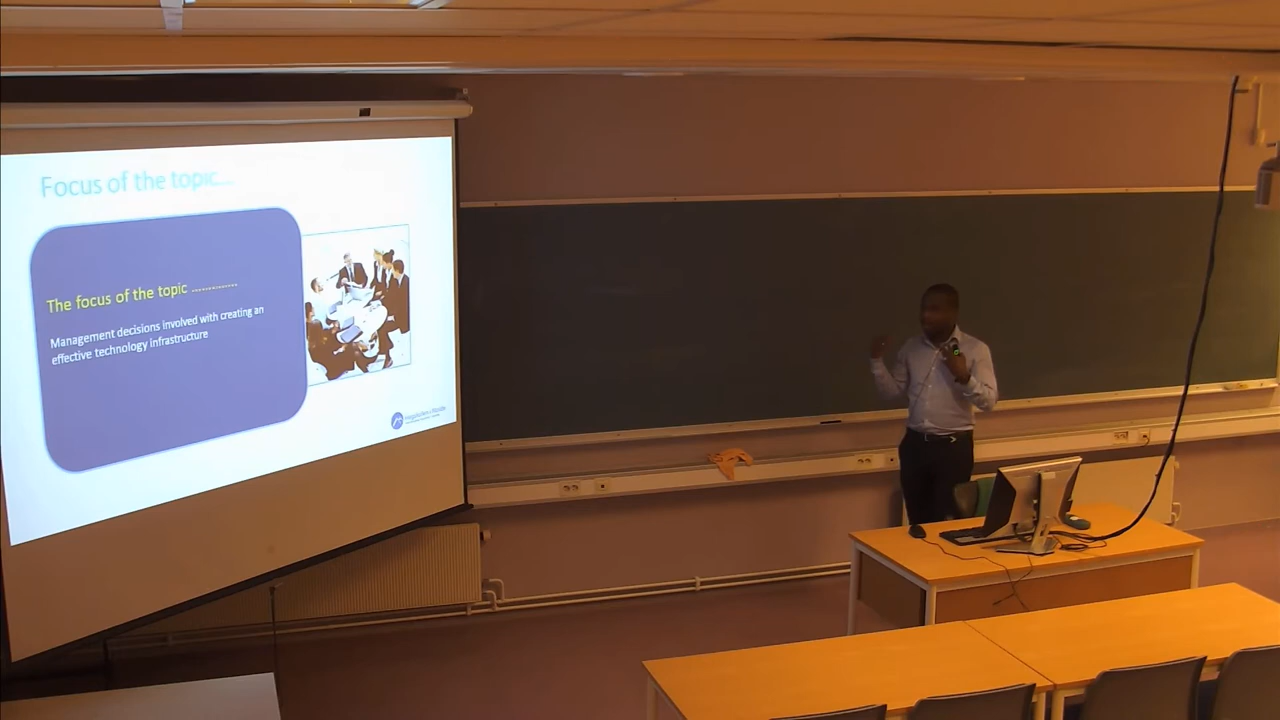 Focus of the topic...
The focus of the topic ............
Management decisions involved with creating an
effective technology infrastructure